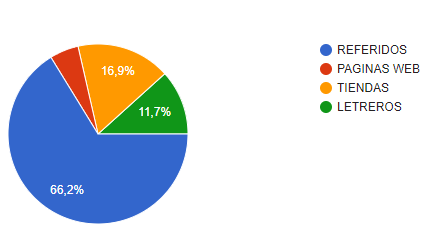 REFERIDOS
PAGINAS WEB
TIENDAS
LETREROS
16,9%
11,7%
66,2%